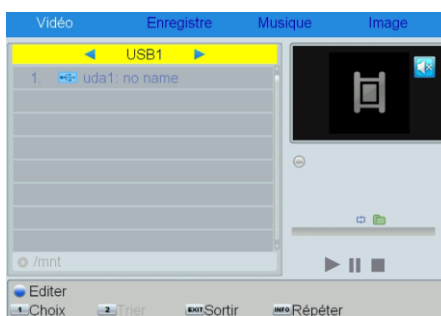 Vidéo Enregistre Musique Image
USB1
1. uda1: no name
/mnt
Editer
1 Choix 2 Trier EXIT Sortir INFO Répéter